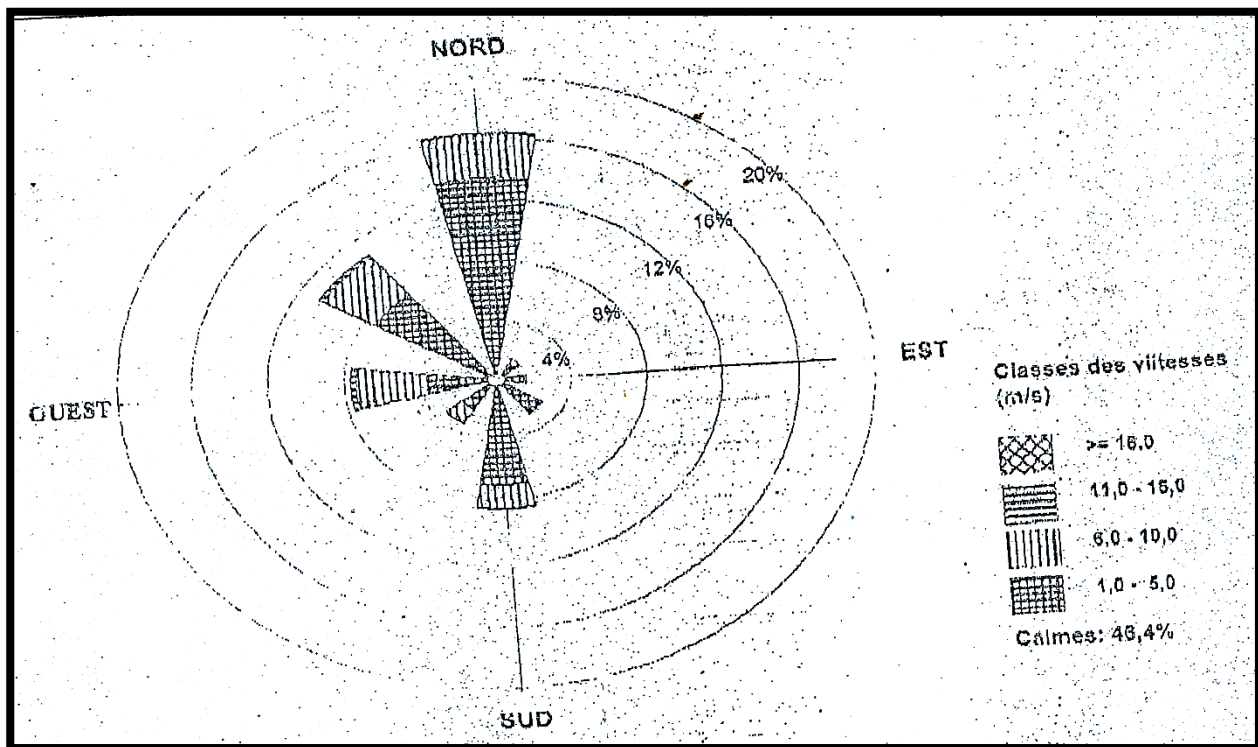 NORD
20%
16%
12%
8%
4%
EST
OUEST
SUD
Classes des viitesses
(m/s)
>= 16,0
11,0 - 15,0
6,0 - 10,0
1,0 - 5,0
Calmes: 46,4%